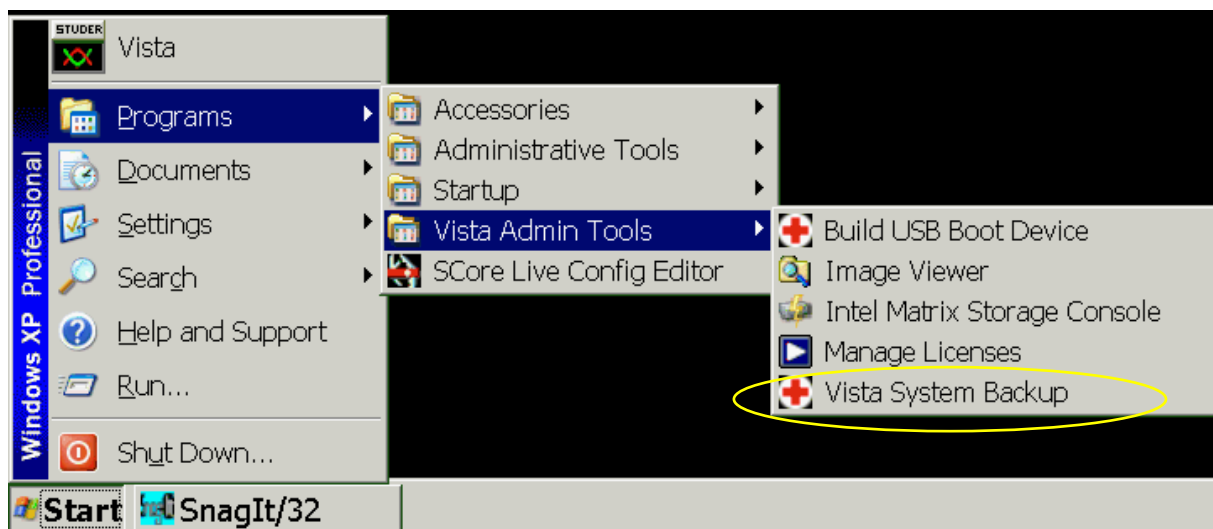 STUDER
Vista
Programs
Documents
Settings
Search
Help and Support
Run...
Shut Down...
Windows XP Professional
Accessories
Administrative Tools
Startup
Vista Admin Tools
SCore Live Config Editor
Build USB Boot Device
Image Viewer
Intel Matrix Storage Console
Manage Licenses
Vista System Backup
Start
SnagIt/32